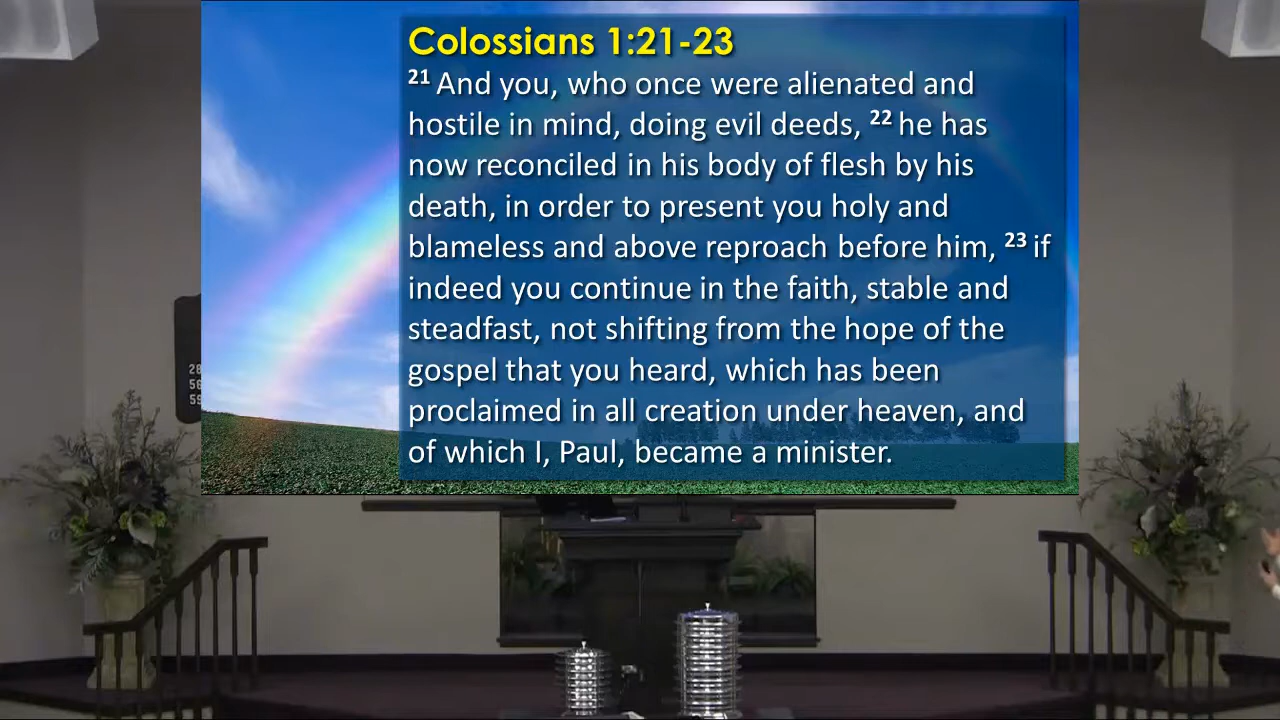 Colossians 1:21-23
21 And you, who once were alienated and
hostile in mind, doing evil deeds, 22 he has
now reconciled in his body of flesh by his
death, in order to present you holy and
blameless and above reproach before him, 23 if
indeed you continue in the faith, stable and
steadfast, not shifting from the hope of the
gospel that you heard, which has been
proclaimed in all creation under heaven, and
of which I, Paul, became a minister.
28
56
59